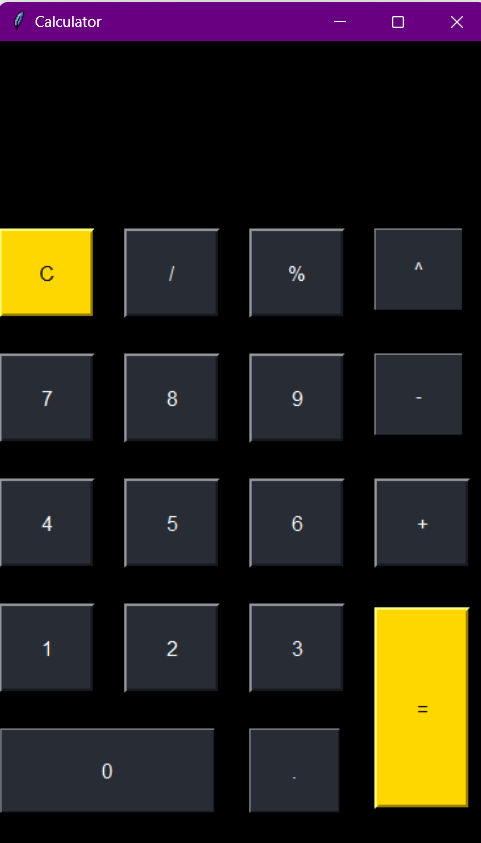 Calculator
C / % ^
7 8 9 -
4 5 6 +
1 2 3 =
0 .